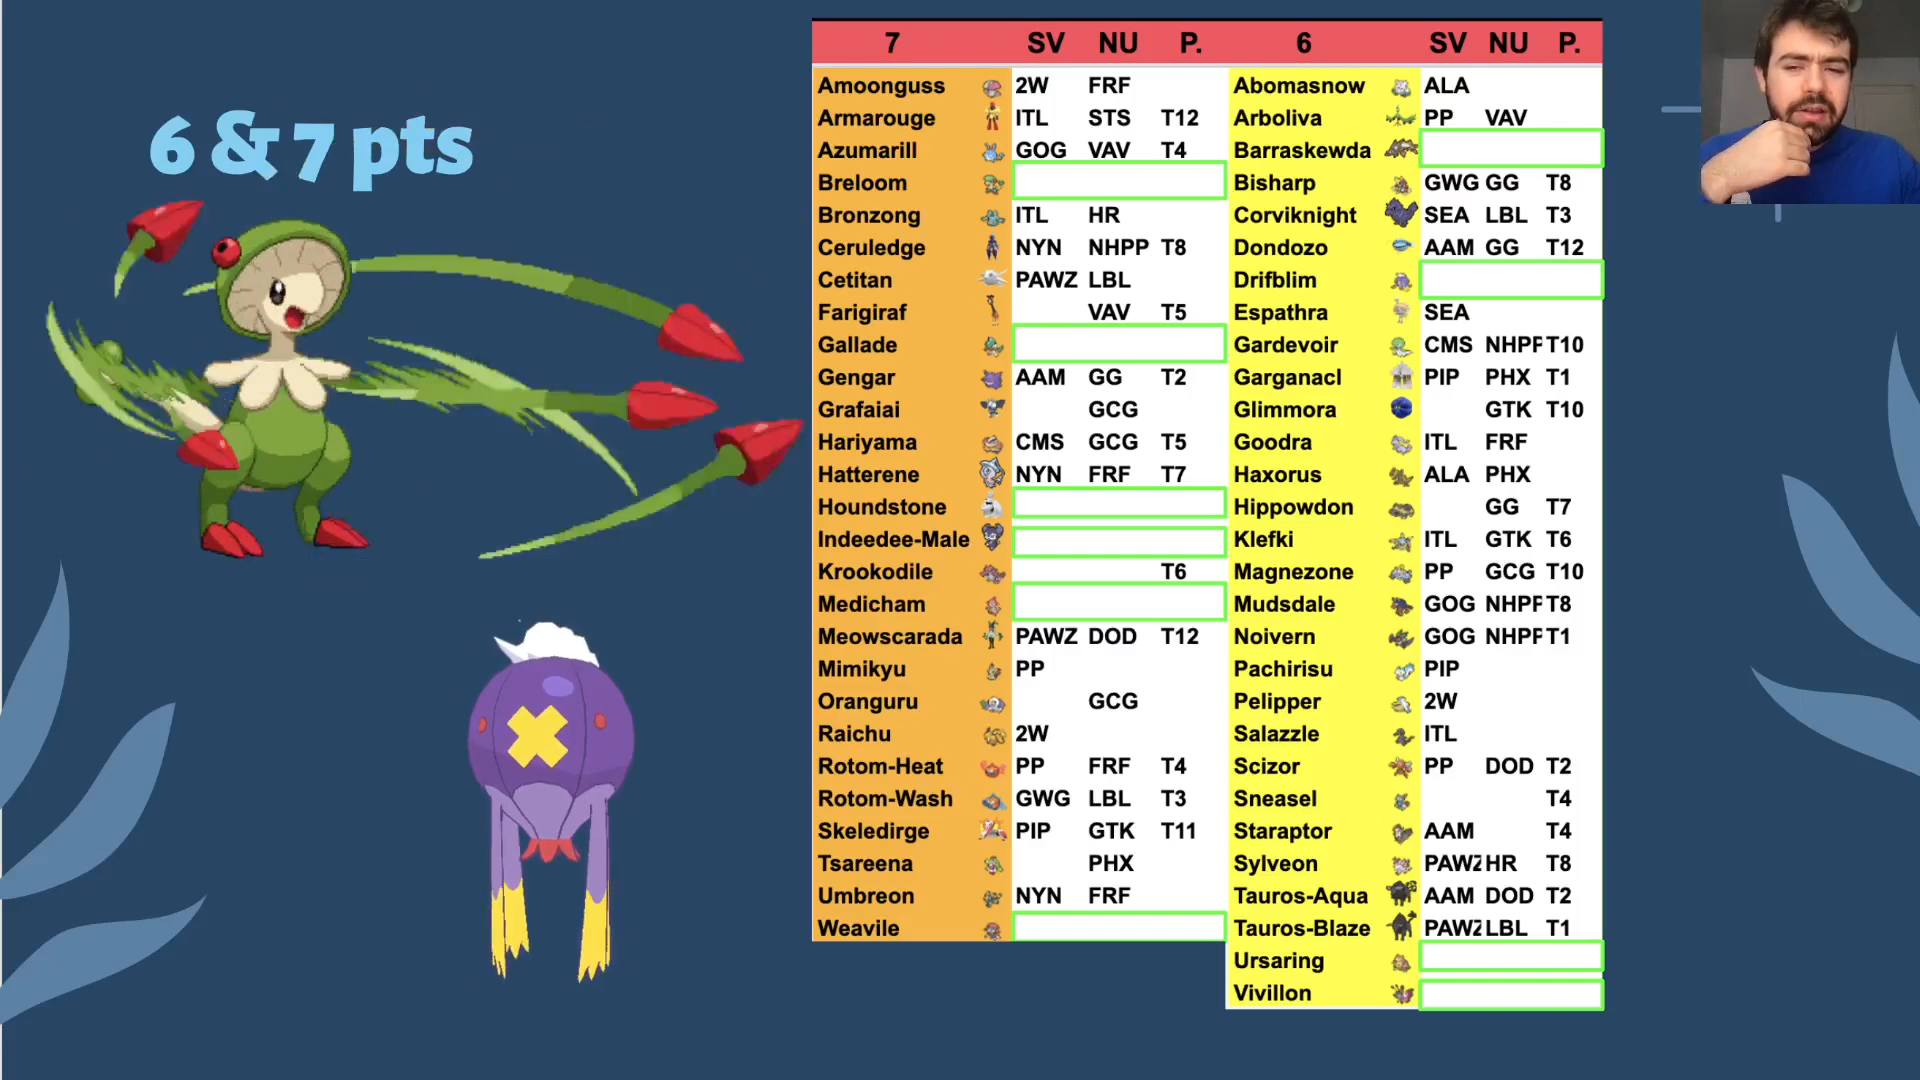 6 & 7 pts
7 SV NU P. 6 SV NU P.
Amoonguss 2W FRF Abomasnow ALA
Armarouge ITL STS T12 Arboliva PP VAV
Azumarill GOG VAV T4 Barraskewda
Breloom Bisharp GWG GG T8
Bronzong ITL HR Corviknight SEA LBL T3
Ceruledge NYN NHPP T8 Dondozo AAM GG T12
Cetitan PAWZ LBL Drifblim
Farigiraf VAV T5 Espathra SEA
Gallade Gardevoir CMS NHPP T10
Gengar AAM GG T2 Garganacl PIP PHX T1
Grafaiai GCG Glimmora GTK T10
Hariyama CMS GCG T5 Goodra ITL FRF
Hatterene NYN FRF T7 Haxorus ALA PHX
Houndstone Hippowdon GG T7
Indeedee-Male Klefki ITL GTK T6
Krookodile T6 Magnezone PP GCG T10
Medicham Mudsdale GOG NHPP T8
Meowscarada PAWZ DOD T12 Noivern GOG NHPP T1
Mimikyu PP Pachirisu PIP
Oranguru GCG Pelipper 2W
Raichu 2W Salazzle ITL
Rotom-Heat PP FRF T4 Scizor PP DOD T2
Rotom-Wash GWG LBL T3 Sneasel T4
Skeledirge PIP GTK T11 Staraptor AAM T4
Tsareena PHX Sylveon PAWZ HR T8
Umbreon NYN FRF Tauros-Aqua AAM DOD T2
Weavile Tauros-Blaze PAWZ LBL T1
Ursaring
Vivillon